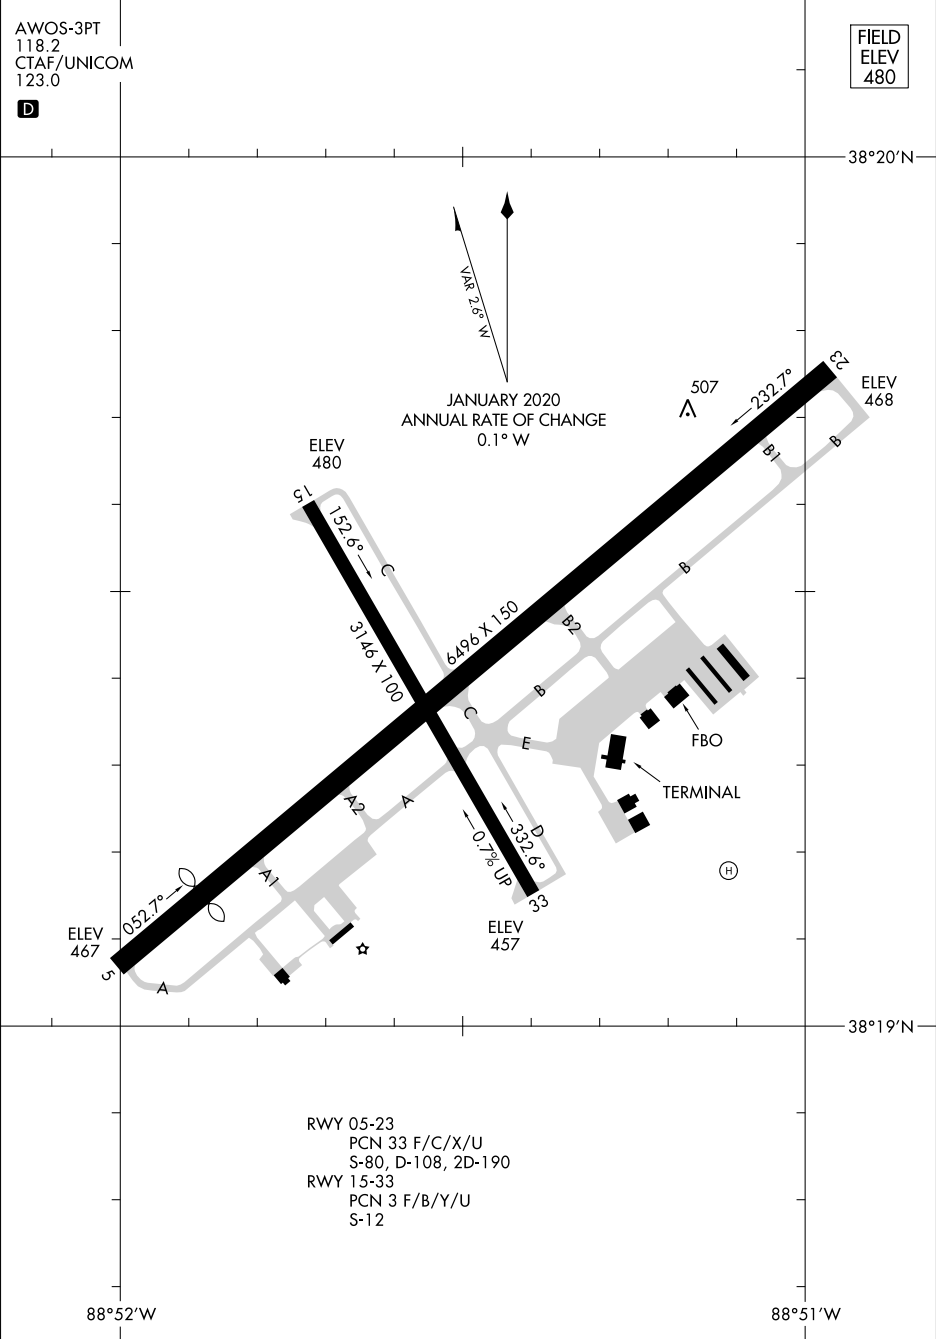 AWOS-3PT
118.2
CTAF/UNICOM
123.0
D
FIELD
ELEV
480
38°20'N
VAR 2.6° W
JANUARY 2020
ANNUAL RATE OF CHANGE
0.1° W
507
232.7°
23
ELEV
468
B1
B
ELEV
480
15
152.6°
C
B
3146 X 100
6496 X 150
B2
B
C
E
FBO
TERMINAL
A2
A
D
332.6°
0.7% UP
H
A1
052.7°
33
ELEV
457
ELEV
467
5
A
38°19'N
RWY 05-23
PCN 33 F/C/X/U
S-80, D-108, 2D-190
RWY 15-33
PCN 3 F/B/Y/U
S-12
88°52'W
88°51'W